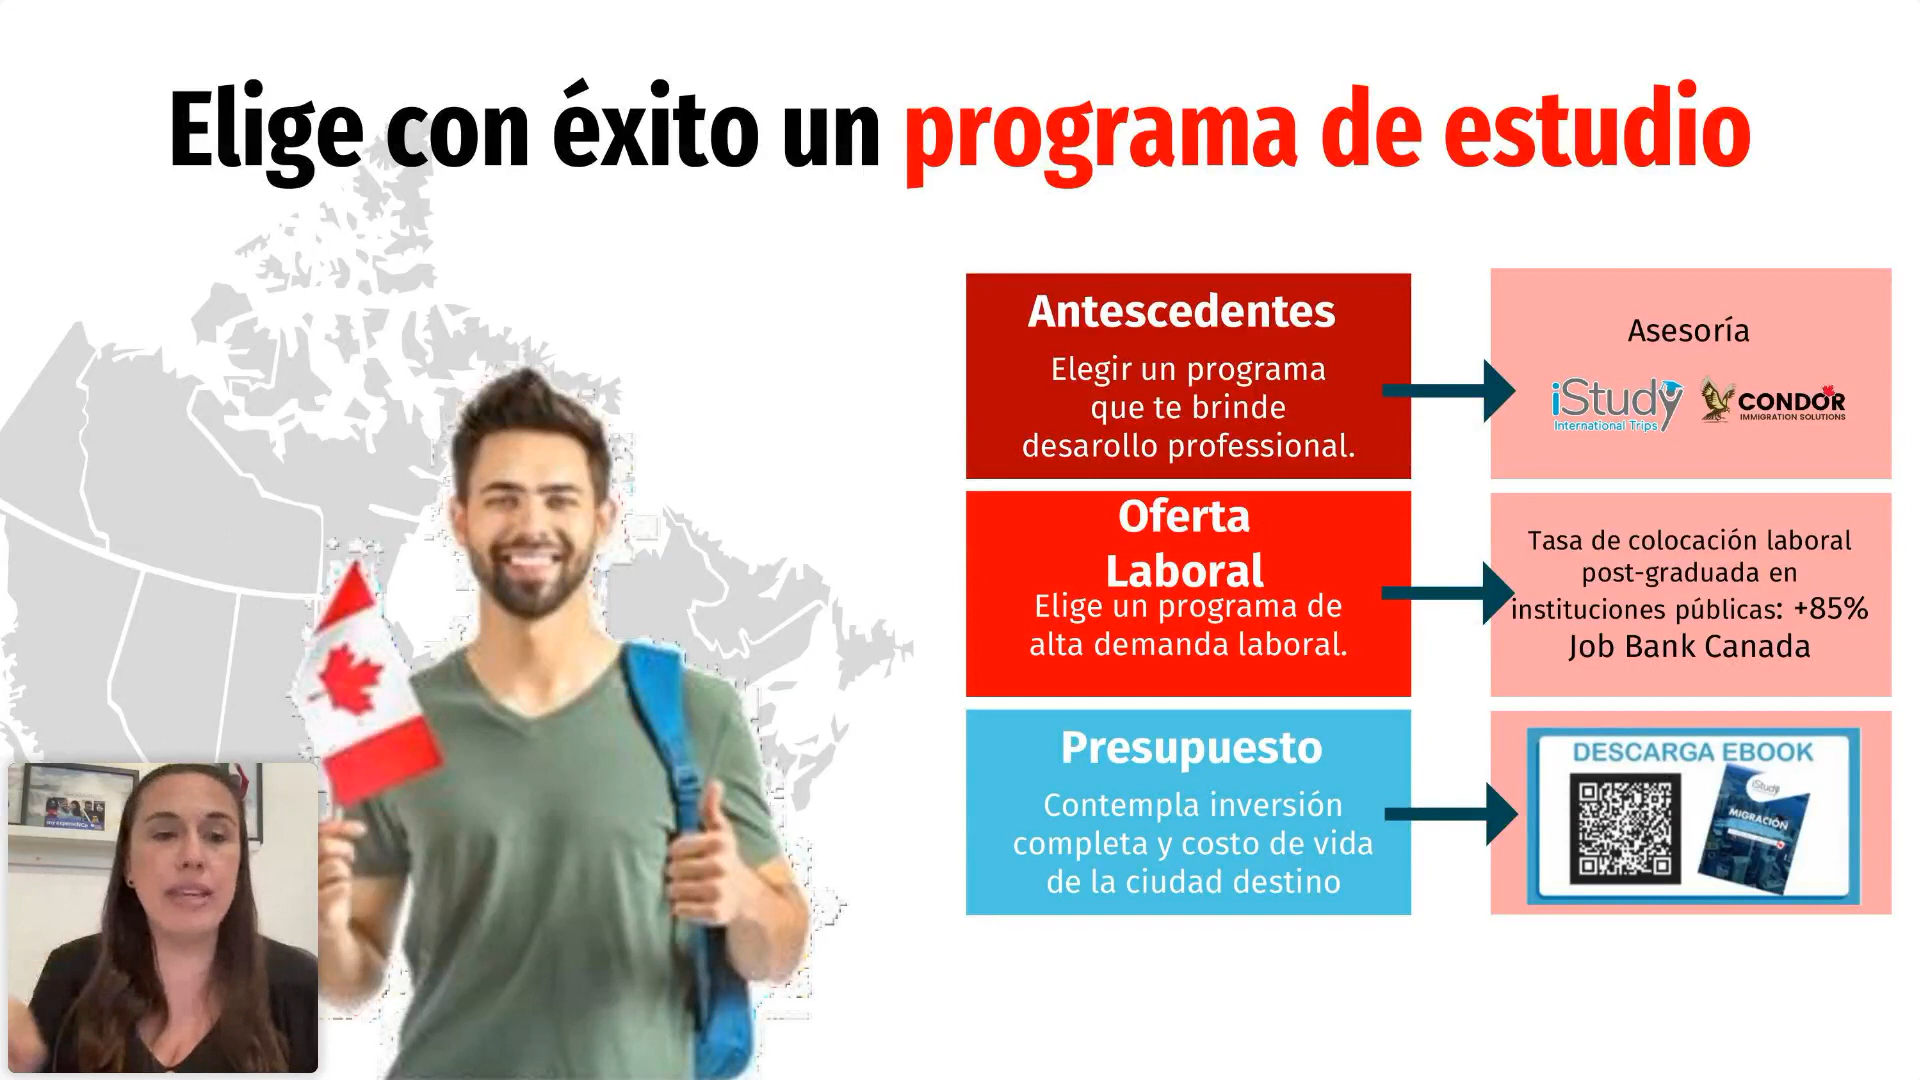 Elige con éxito un programa de estudio
Antescedentes
Elegir un programa
que te brinde
desarollo professional.
Asesoría
iStudy
International Trips
CONDOR
IMMIGRATION SOLUTIONS
Oferta
Laboral
Elige un programa de
alta demanda laboral.
Tasa de colocación laboral
post-graduada en
instituciones públicas: +85%
Job Bank Canada
Presupuesto
Contempla inversión
completa y costo de vida
de la ciudad destino
DESCARGA EBOOK
iStudy
MIGRACIÓN